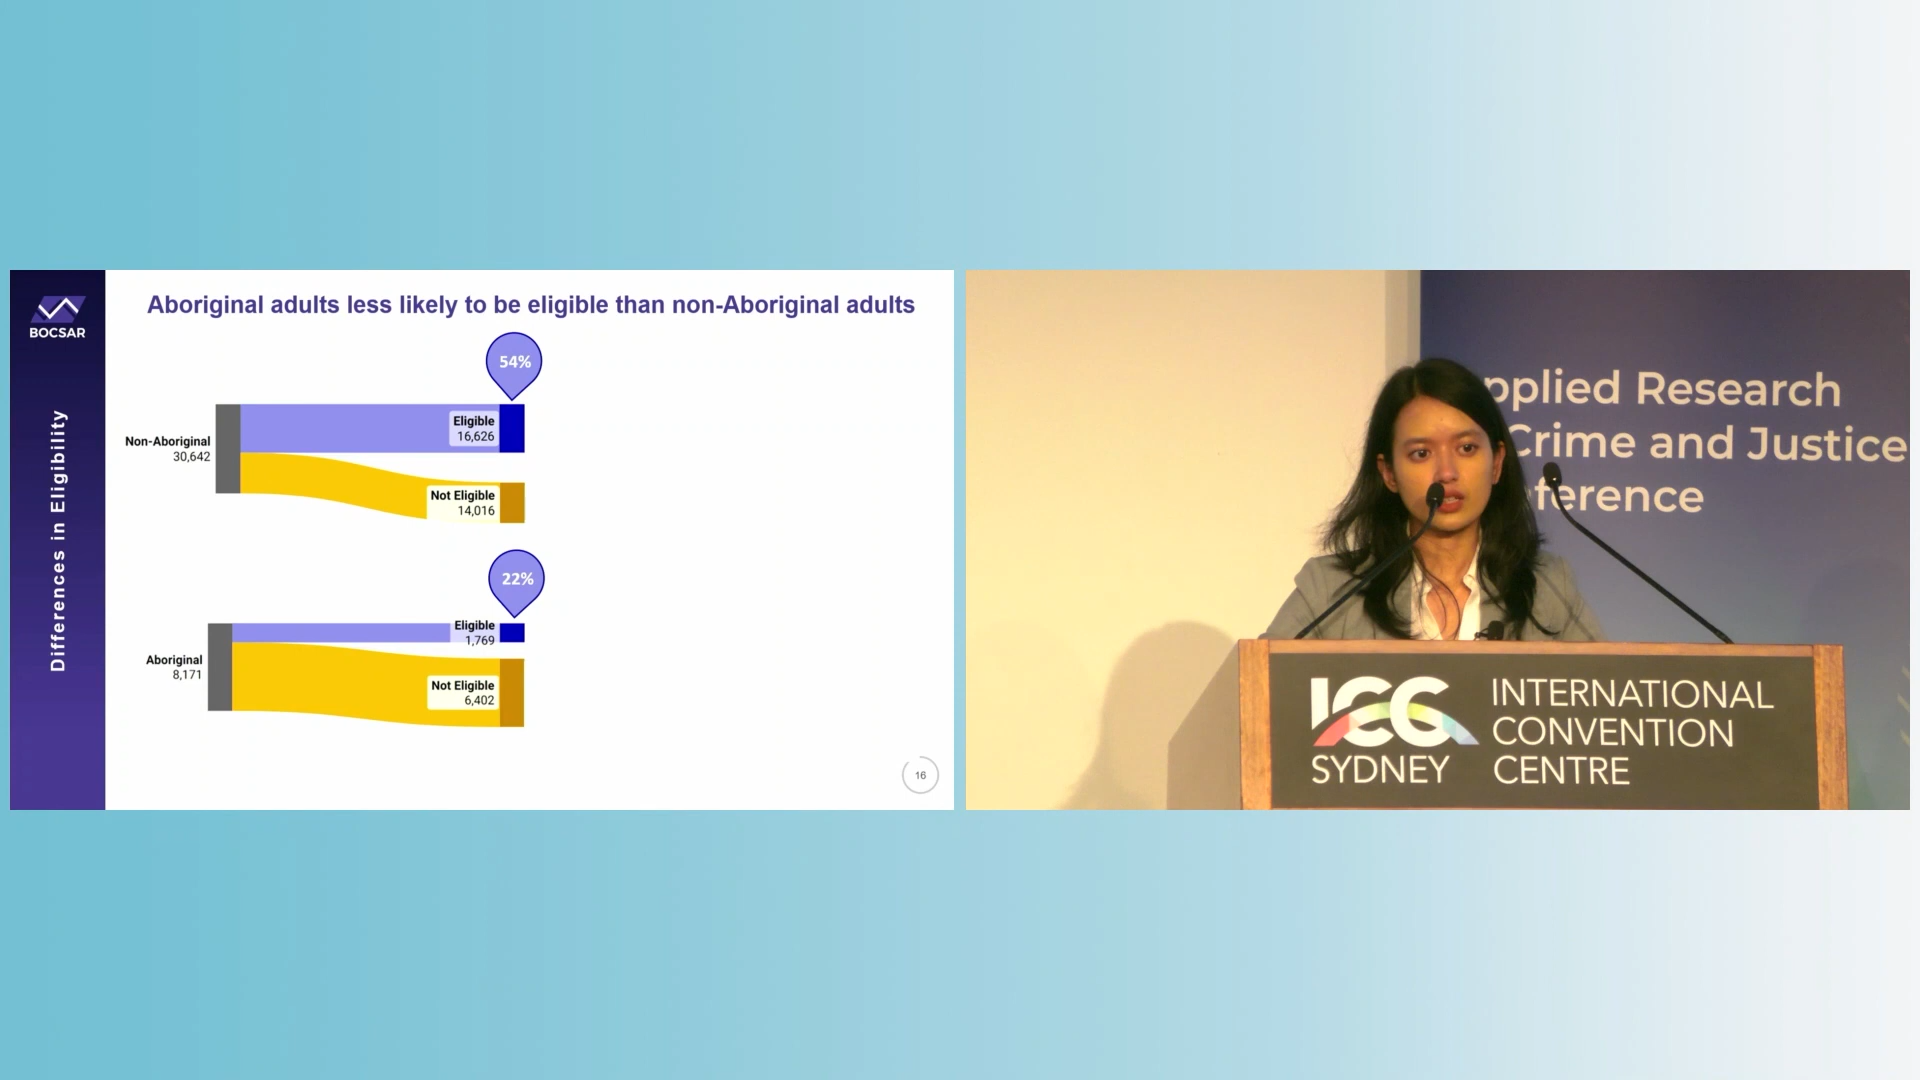 BOCSAR
Differences in Eligibility
Aboriginal adults less likely to be eligible than non-Aboriginal adults
54%
Non-Aboriginal
30,642
Eligible
16,626
Not Eligible
14,016
22%
Aboriginal
8,171
Eligible
1,769
Not Eligible
6,402
16
pplied Research
Crime and Justice
ference
ICC
SYDNEY
INTERNATIONAL
CONVENTION
CENTRE